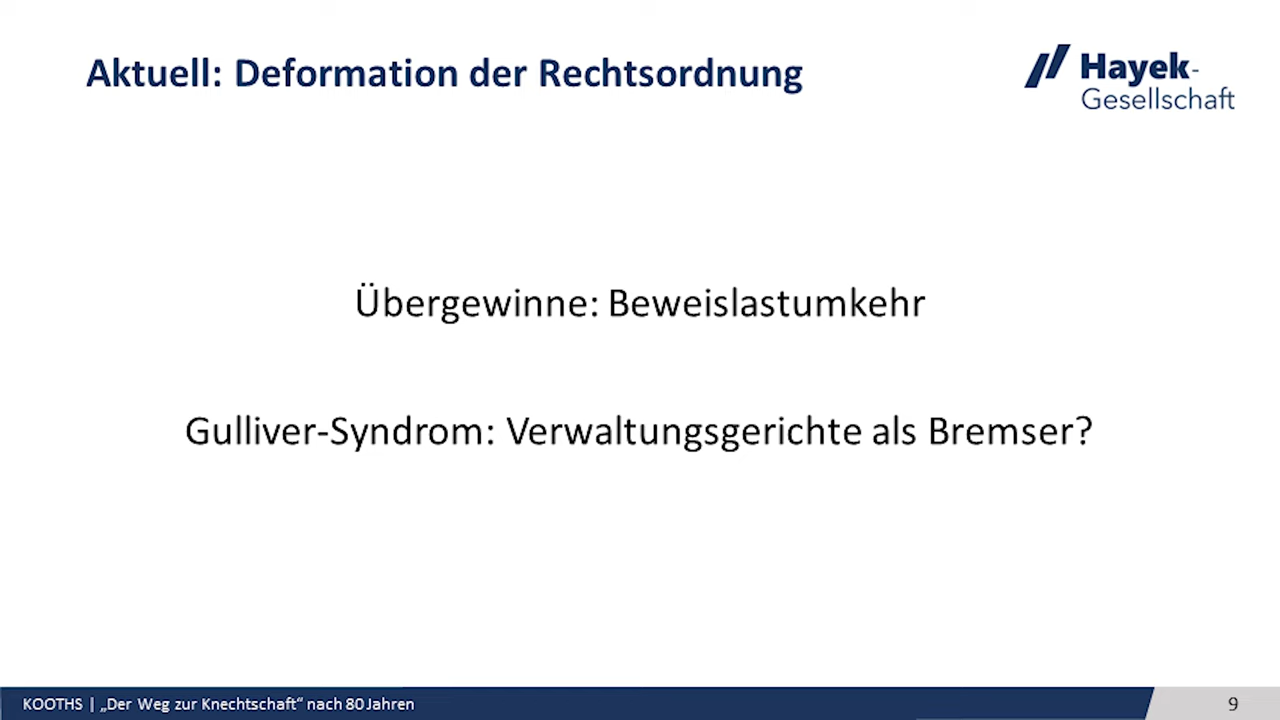 Aktuell: Deformation der Rechtsordnung
Hayek-
Gesellschaft
Übergewinne: Beweislastumkehr
Gulliver-Syndrom: Verwaltungsgerichte als Bremser?
KOOTHS | „Der Weg zur Knechtschaft“ nach 80 Jahren
9